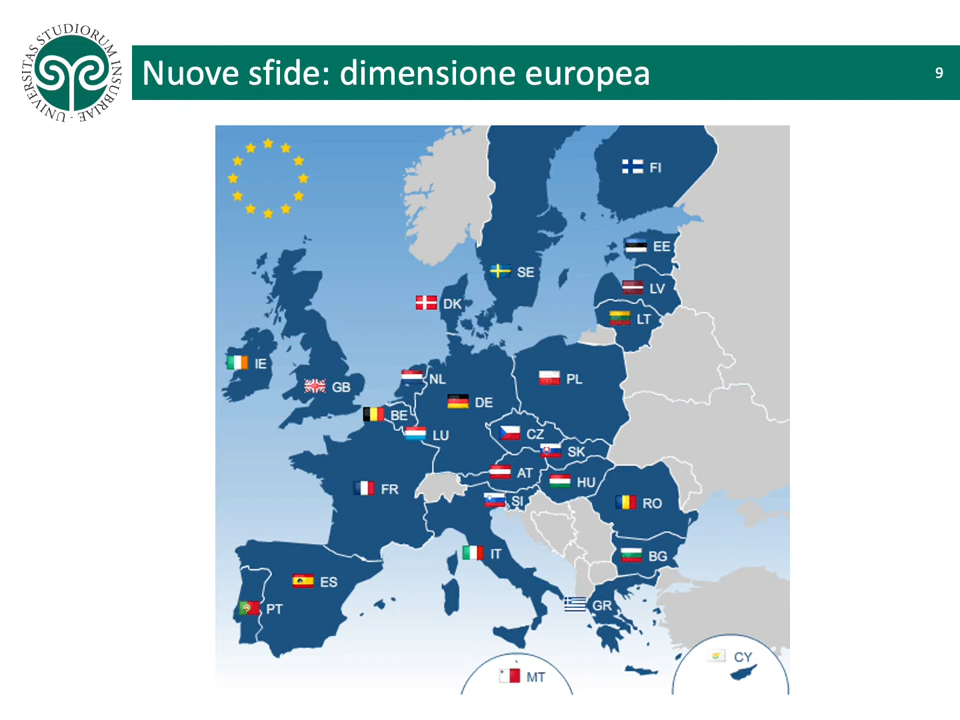 UNIVERSITAS STUDIORUM INSUBRIAE
Nuove sfide: dimensione europea
9
FI
EE
SE
LV
DK
LT
IE
NL
PL
GB
DE
BE
LU
CZ
SK
AT
HU
FR
SI
RO
IT
BG
ES
GR
PT
CY
MT